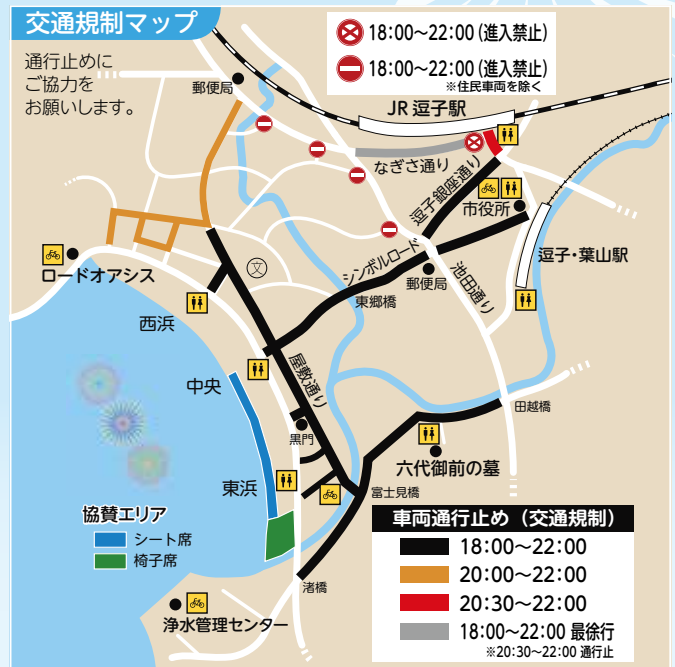 交通規制マップ
通行止めに
ご協力を
お願いします。
18:00〜22:00(進入禁止)
18:00〜22:00(進入禁止)
※住民車両を除く
郵便局
JR 逗子駅
なぎさ通り
逗子銀座通り
市役所
逗子・葉山駅
シンボルロード
郵便局
池田通り
東郷橋
文
ロードオアシス
西浜
中央
屋敷通り
黒門
東浜
田越橋
六代御前の墓
富士見橋
渚橋
協賛エリア
シート席
椅子席
浄水管理センター
車両通行止め(交通規制)
18:00〜22:00
20:00〜22:00
20:30〜22:00
18:00〜22:00 最徐行
※20:30〜22:00 通行止